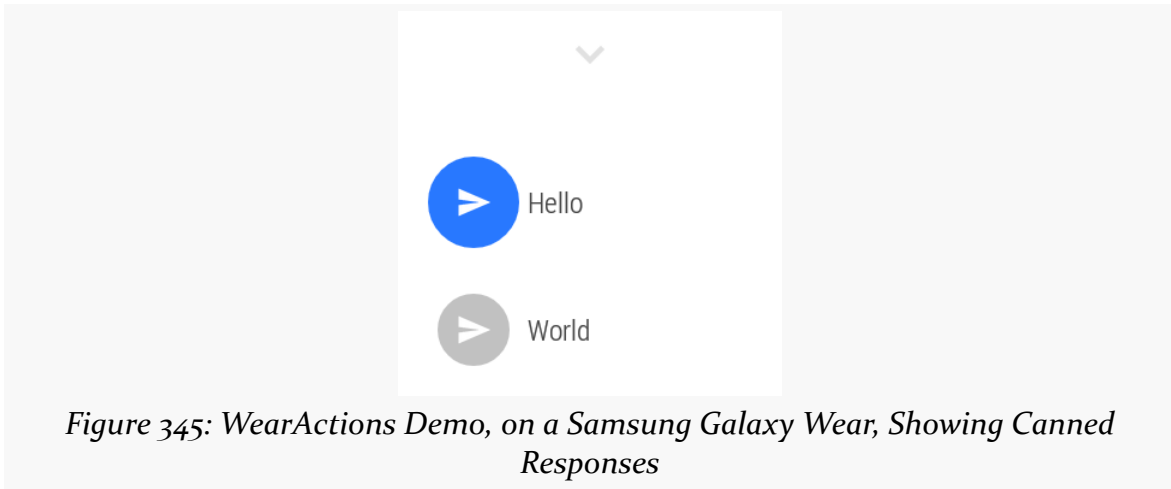 Hello
World
Figure 345: WearActions Demo, on a Samsung Galaxy Wear, Showing Canned
Responses